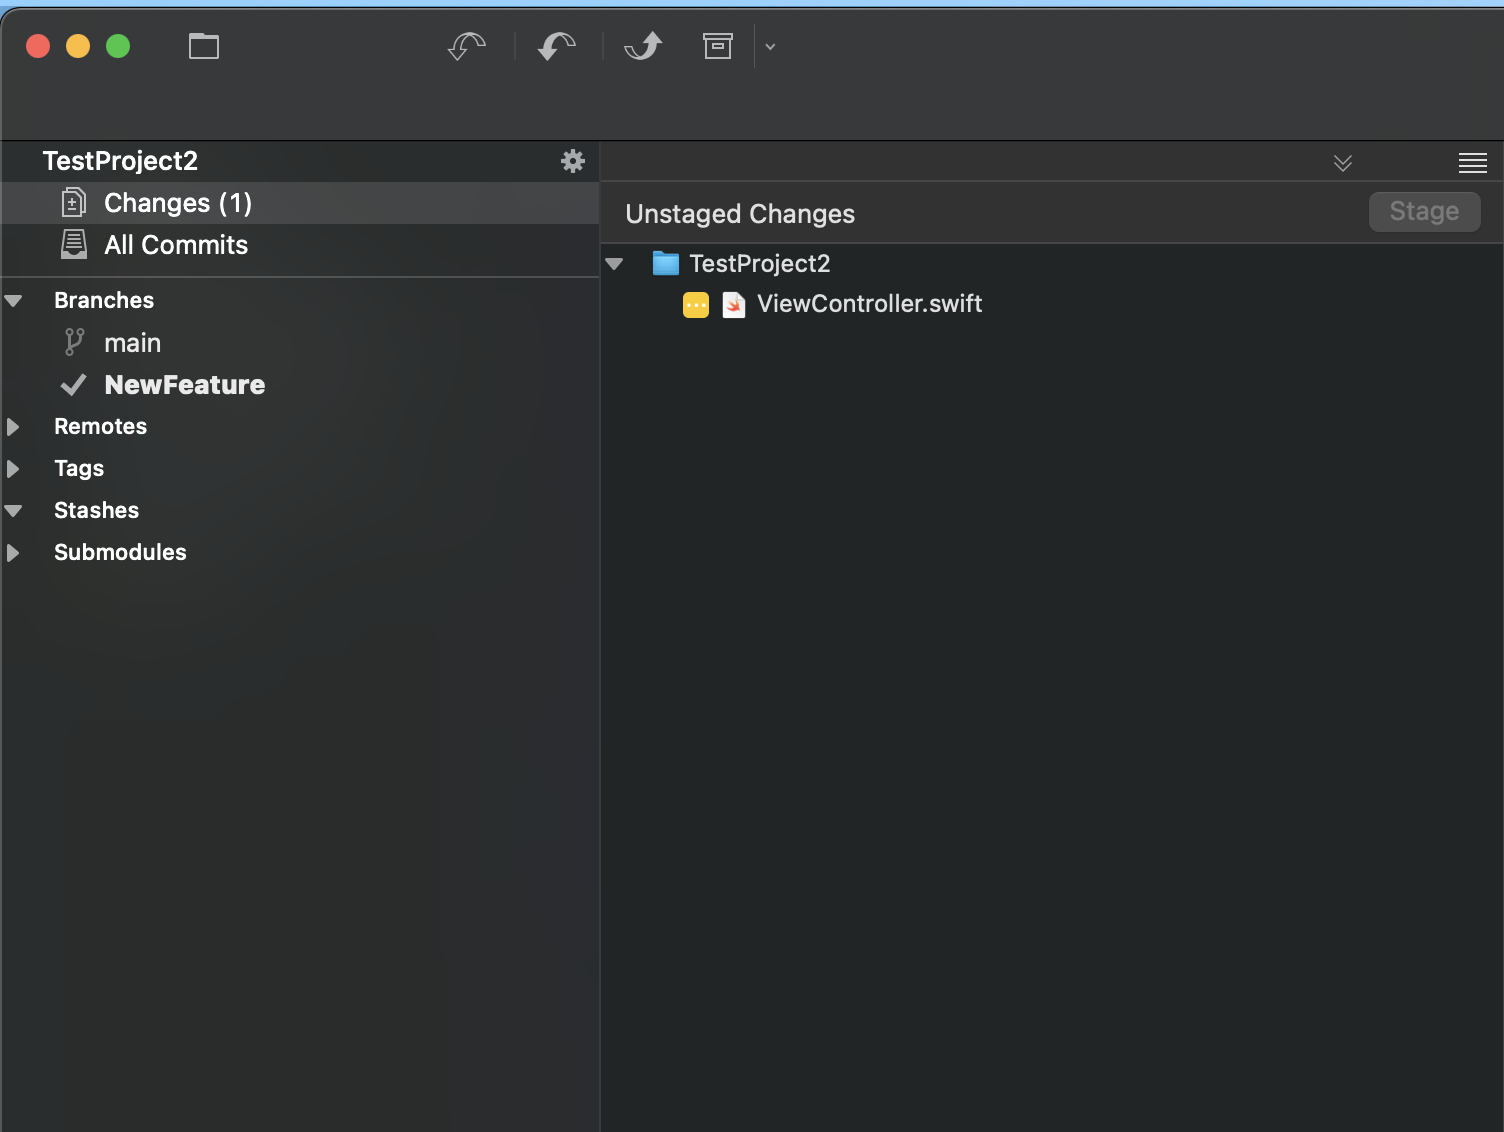 TestProject2
Changes (1)
All Commits
Branches
main
NewFeature
Remotes
Tags
Stashes
Submodules
Unstaged Changes
Stage
TestProject2
ViewController.swift